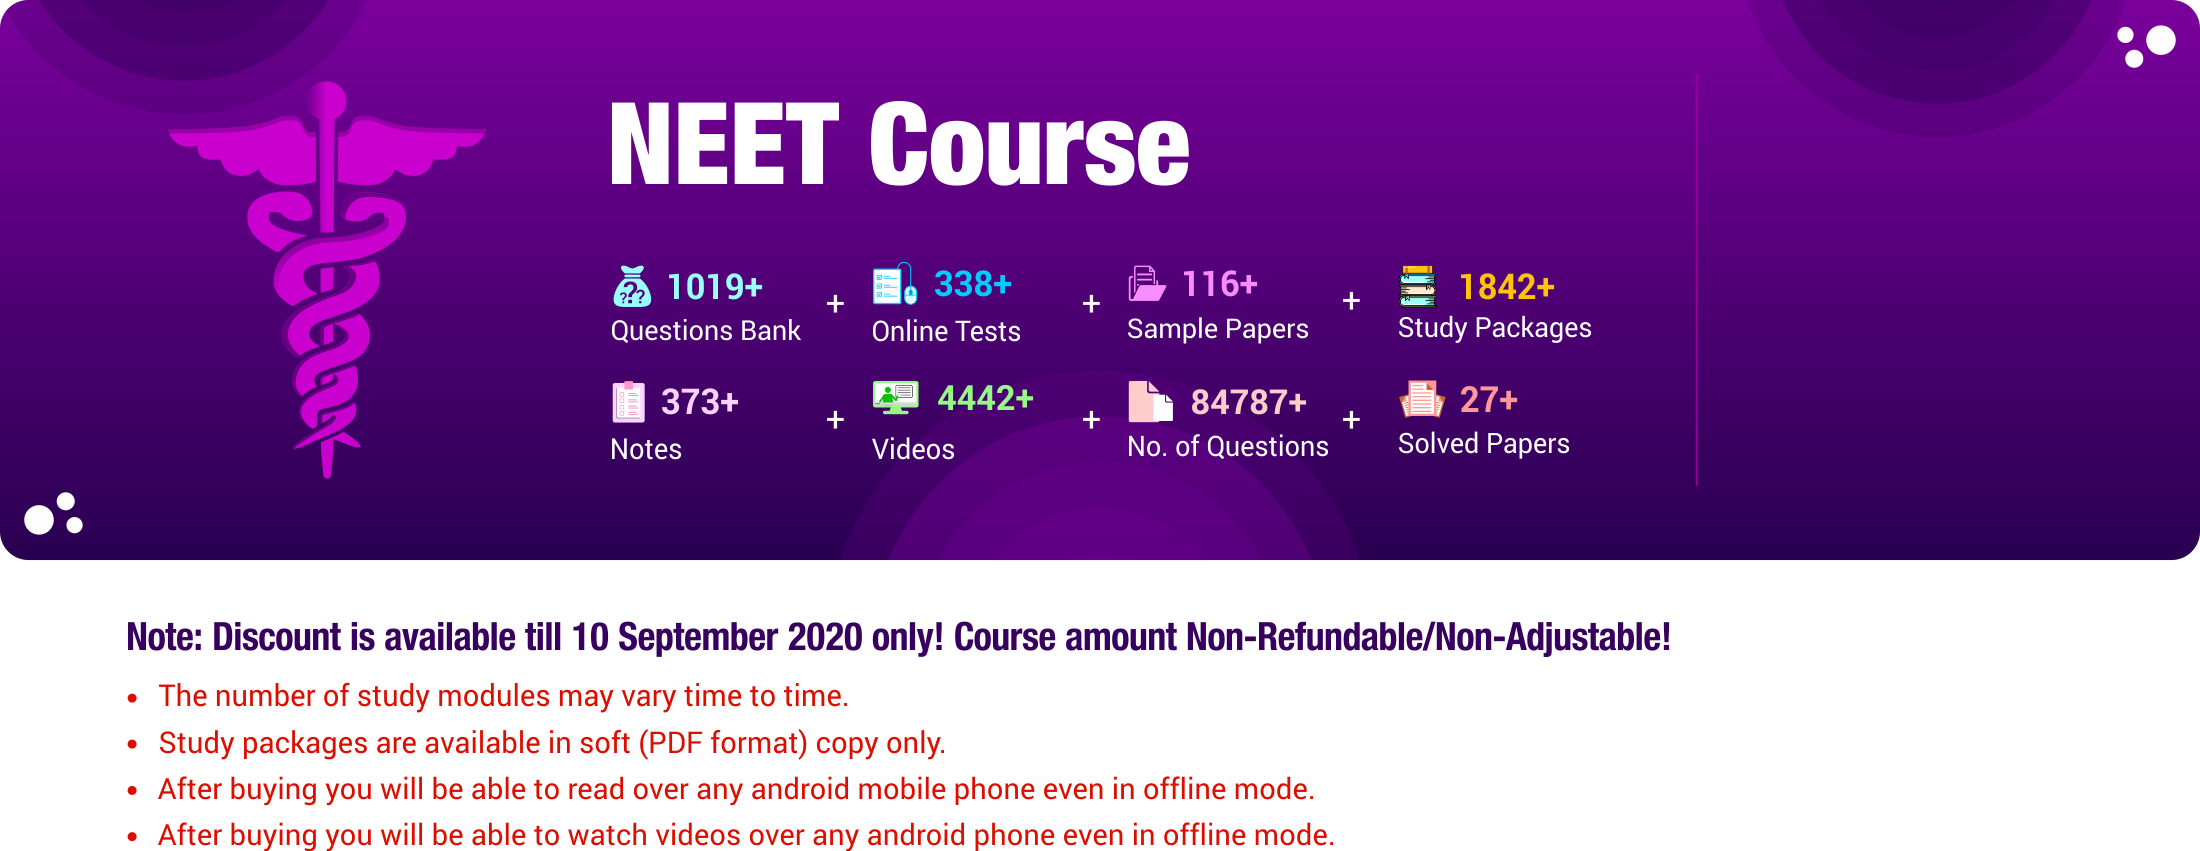 NEET Course
1019+ + 338+ + 116+ + 1842+
Questions Bank Online Tests Sample Papers Study Packages
373+ + 4442+ + 84787+ + 27+
Notes Videos No. of Questions Solved Papers
Note: Discount is available till 10 September 2020 only! Course amount Non-Refundable/Non-Adjustable!
• The number of study modules may vary time to time.
• Study packages are available in soft (PDF format) copy only.
• After buying you will be able to read over any android mobile phone even in offline mode.
• After buying you will be able to watch videos over any android phone even in offline mode.